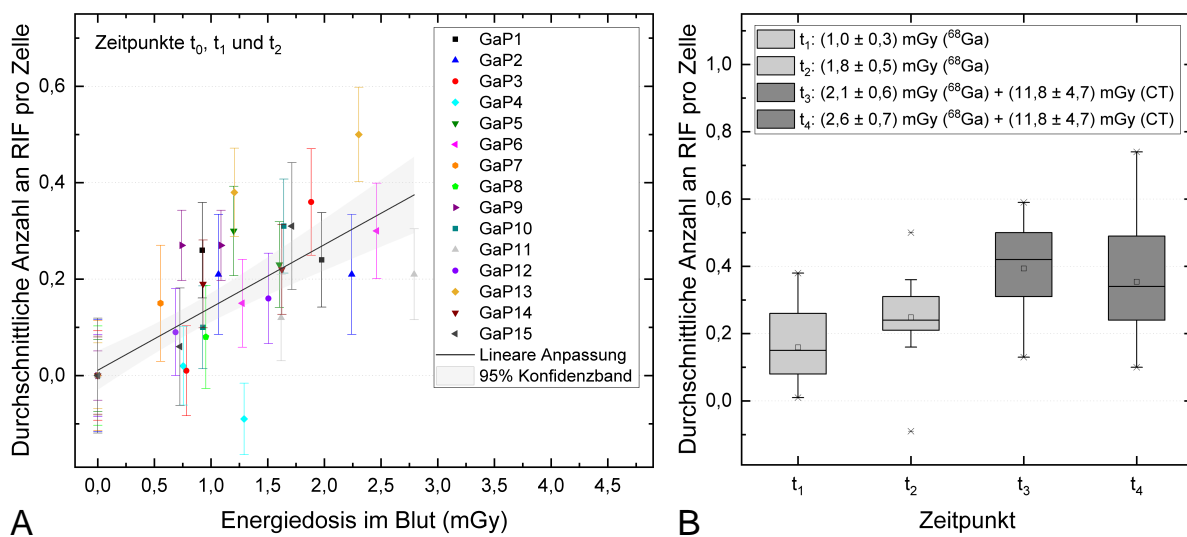 Durchschnittliche Anzahl an RIF pro Zelle
Zeitpunkte t₀, t₁ und t₂
0,6
0,4
0,2
0,0
GaP1
GaP2
GaP3
GaP4
GaP5
GaP6
GaP7
GaP8
GaP9
GaP10
GaP11
GaP12
GaP13
GaP14
GaP15
Lineare Anpassung
95% Konfidenzband
0,0 0,5 1,0 1,5 2,0 2,5 3,0 3,5 4,0 4,5
Energiedosis im Blut (mGy)
A
Durchschnittliche Anzahl an RIF pro Zelle
t₁: (1,0 ± 0,3) mGy (⁶⁸Ga)
t₂: (1,8 ± 0,5) mGy (⁶⁸Ga)
t₃: (2,1 ± 0,6) mGy (⁶⁸Ga) + (11,8 ± 4,7) mGy (CT)
t₄: (2,6 ± 0,7) mGy (⁶⁸Ga) + (11,8 ± 4,7) mGy (CT)
1,0
0,8
0,6
0,4
0,2
0,0
t₁ t₂ t₃ t₄
Zeitpunkt
B